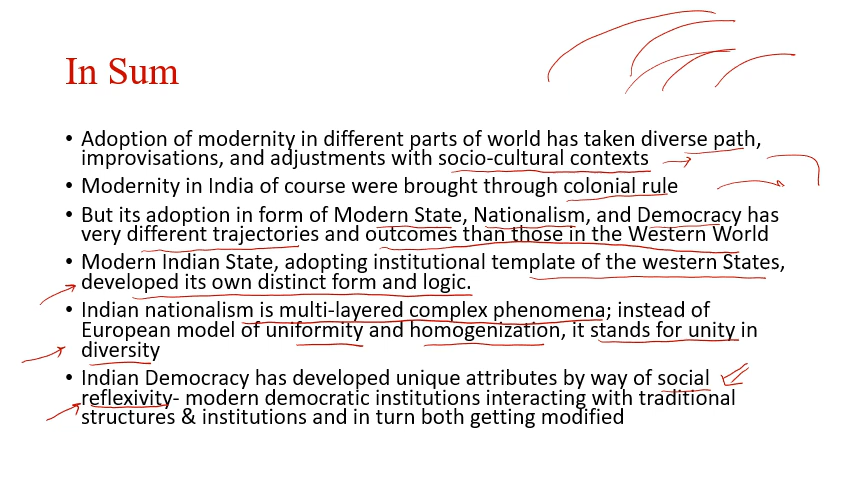 In Sum
• Adoption of modernity in different parts of world has taken diverse path,
improvisations, and adjustments with socio-cultural contexts
• Modernity in India of course were brought through colonial rule
• But its adoption in form of Modern State, Nationalism, and Democracy has
very different trajectories and outcomes than those in the Western World
• Modern Indian State, adopting institutional template of the western States,
developed its own distinct form and logic.
• Indian nationalism is multi-layered complex phenomena; instead of
European model of uniformity and homogenization, it stands for unity in
diversity
• Indian Democracy has developed unique attributes by way of social
reflexivity- modern democratic institutions interacting with traditional
structures & institutions and in turn both getting modified